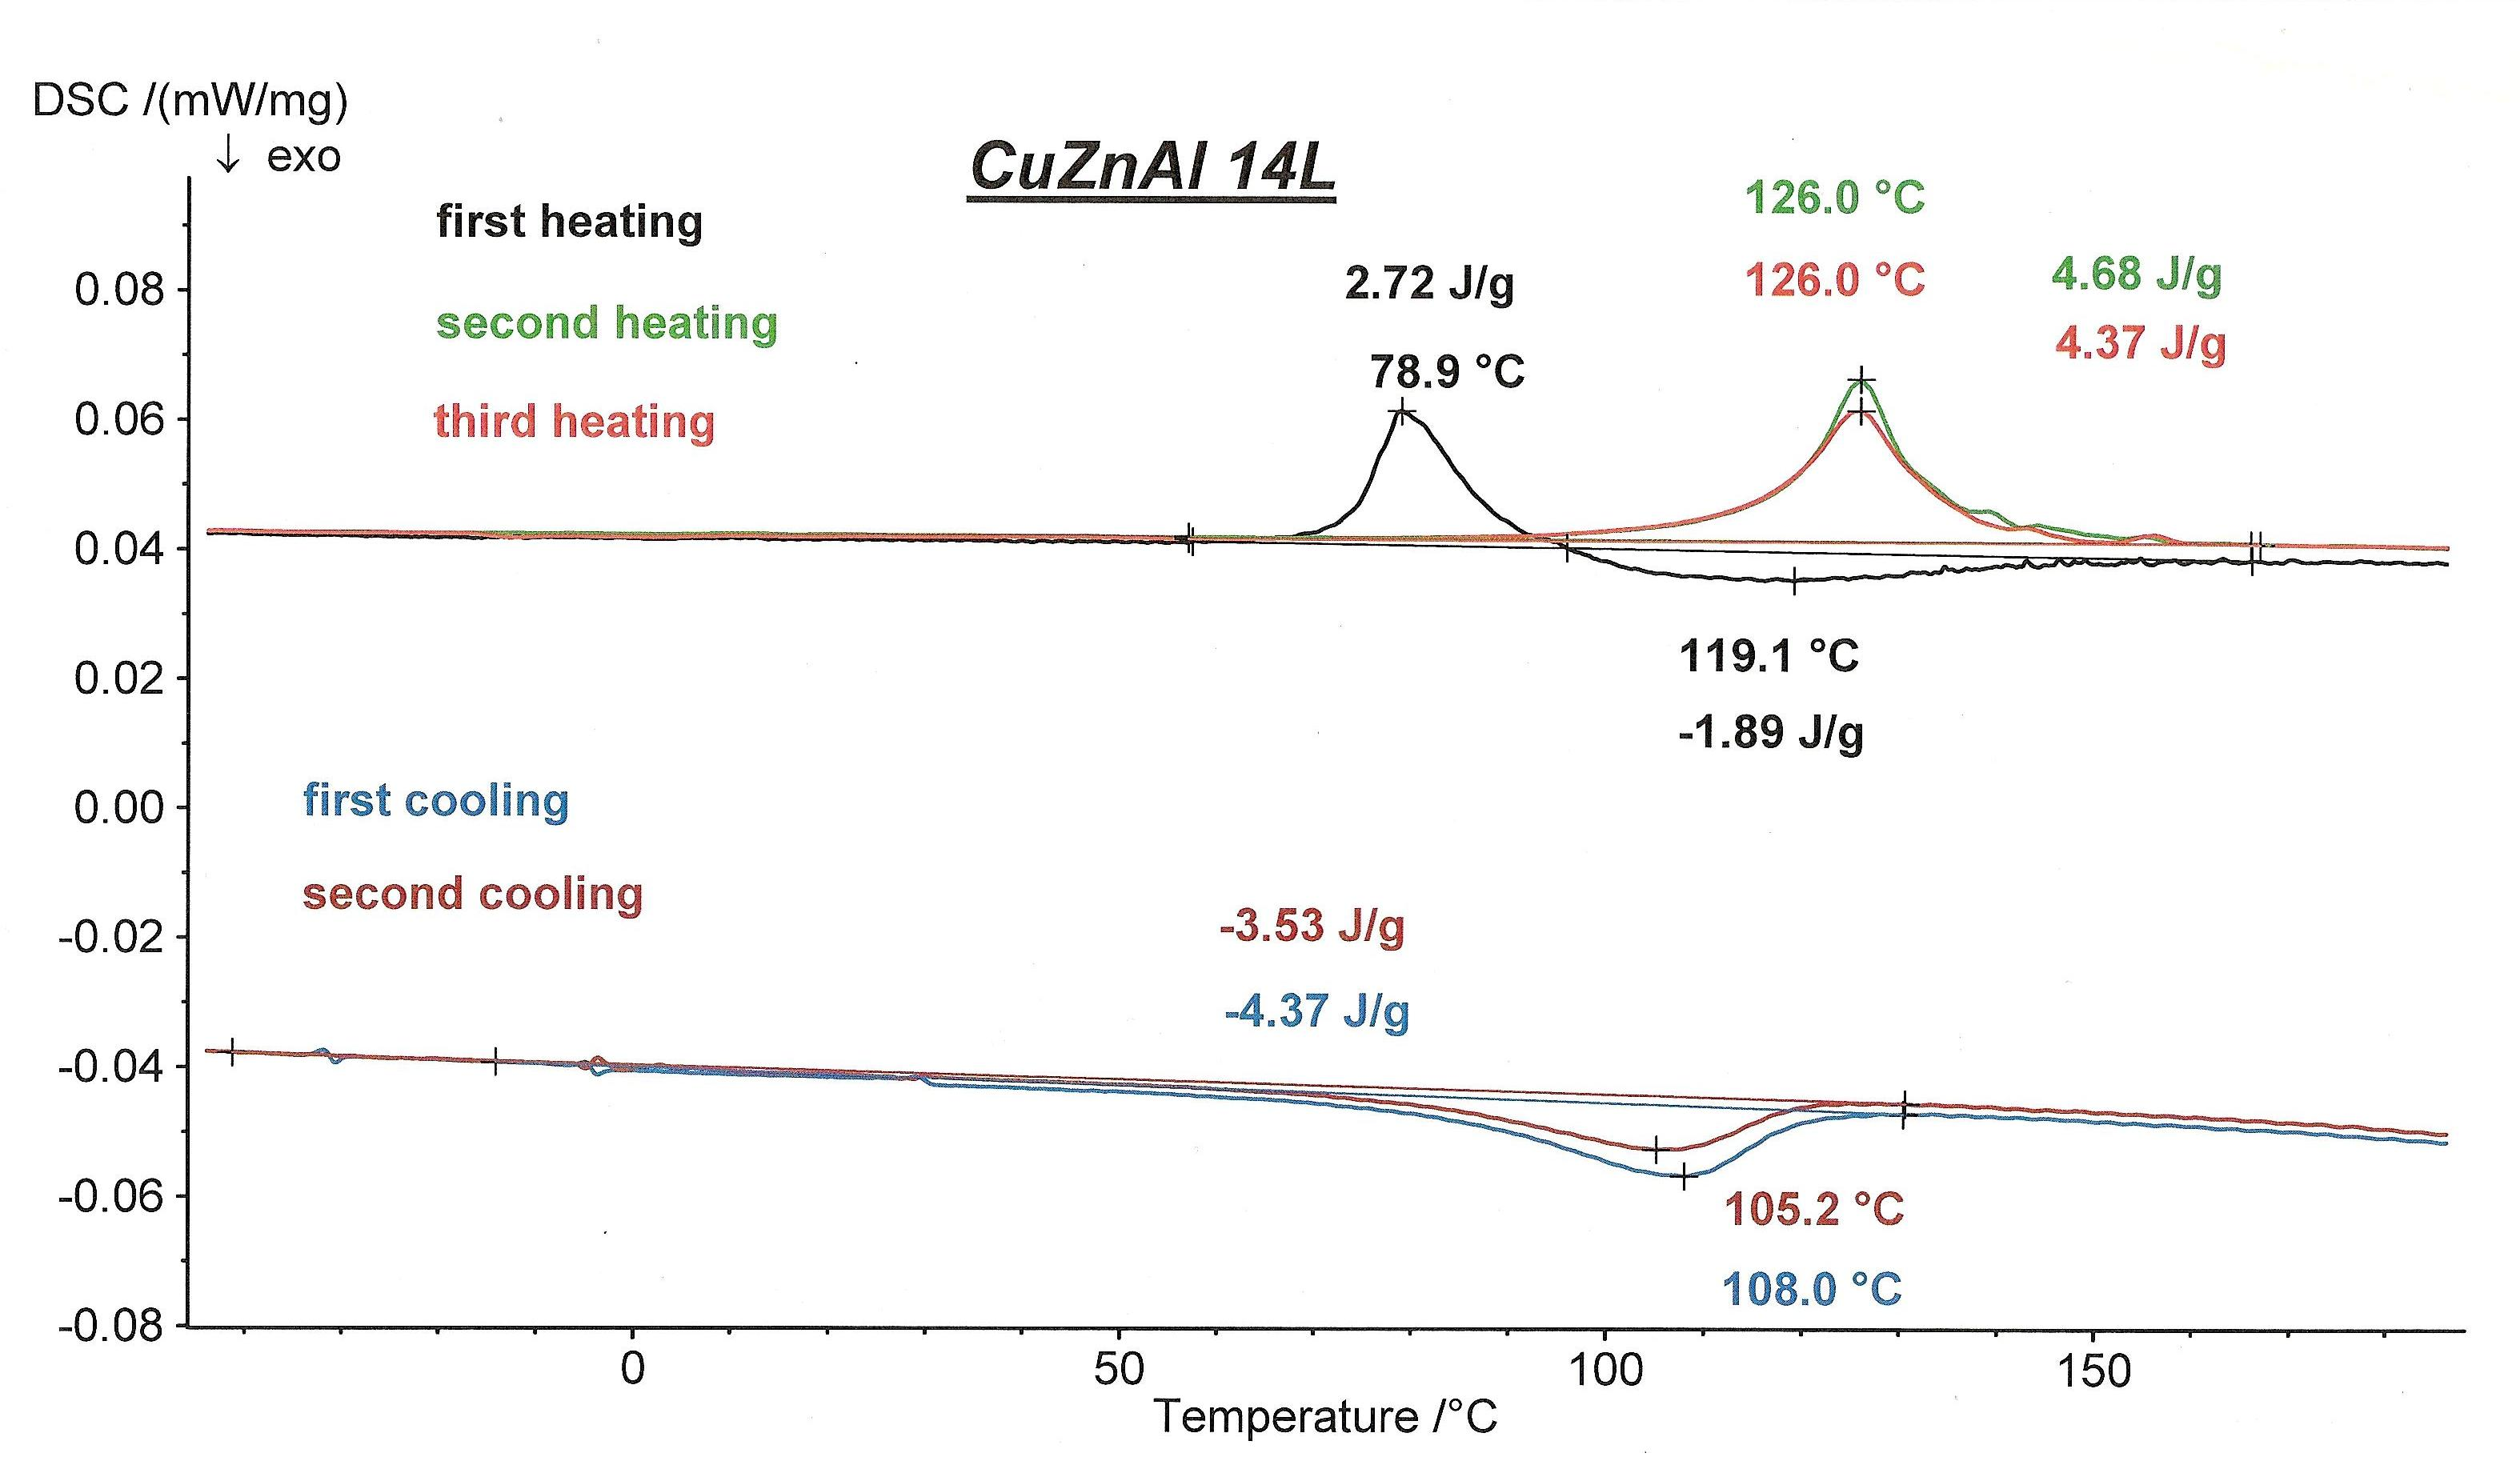 DSC /(mW/mg)
↓ exo
CuZnAl 14L
first heating
second heating
third heating
2.72 J/g
78.9 °C
126.0 °C
126.0 °C
4.68 J/g
4.37 J/g
119.1 °C
-1.89 J/g
first cooling
second cooling
-3.53 J/g
-4.37 J/g
105.2 °C
108.0 °C
0.08
0.06
0.04
0.02
0.00
-0.02
-0.04
-0.06
-0.08
0 50 100 150
Temperature /°C